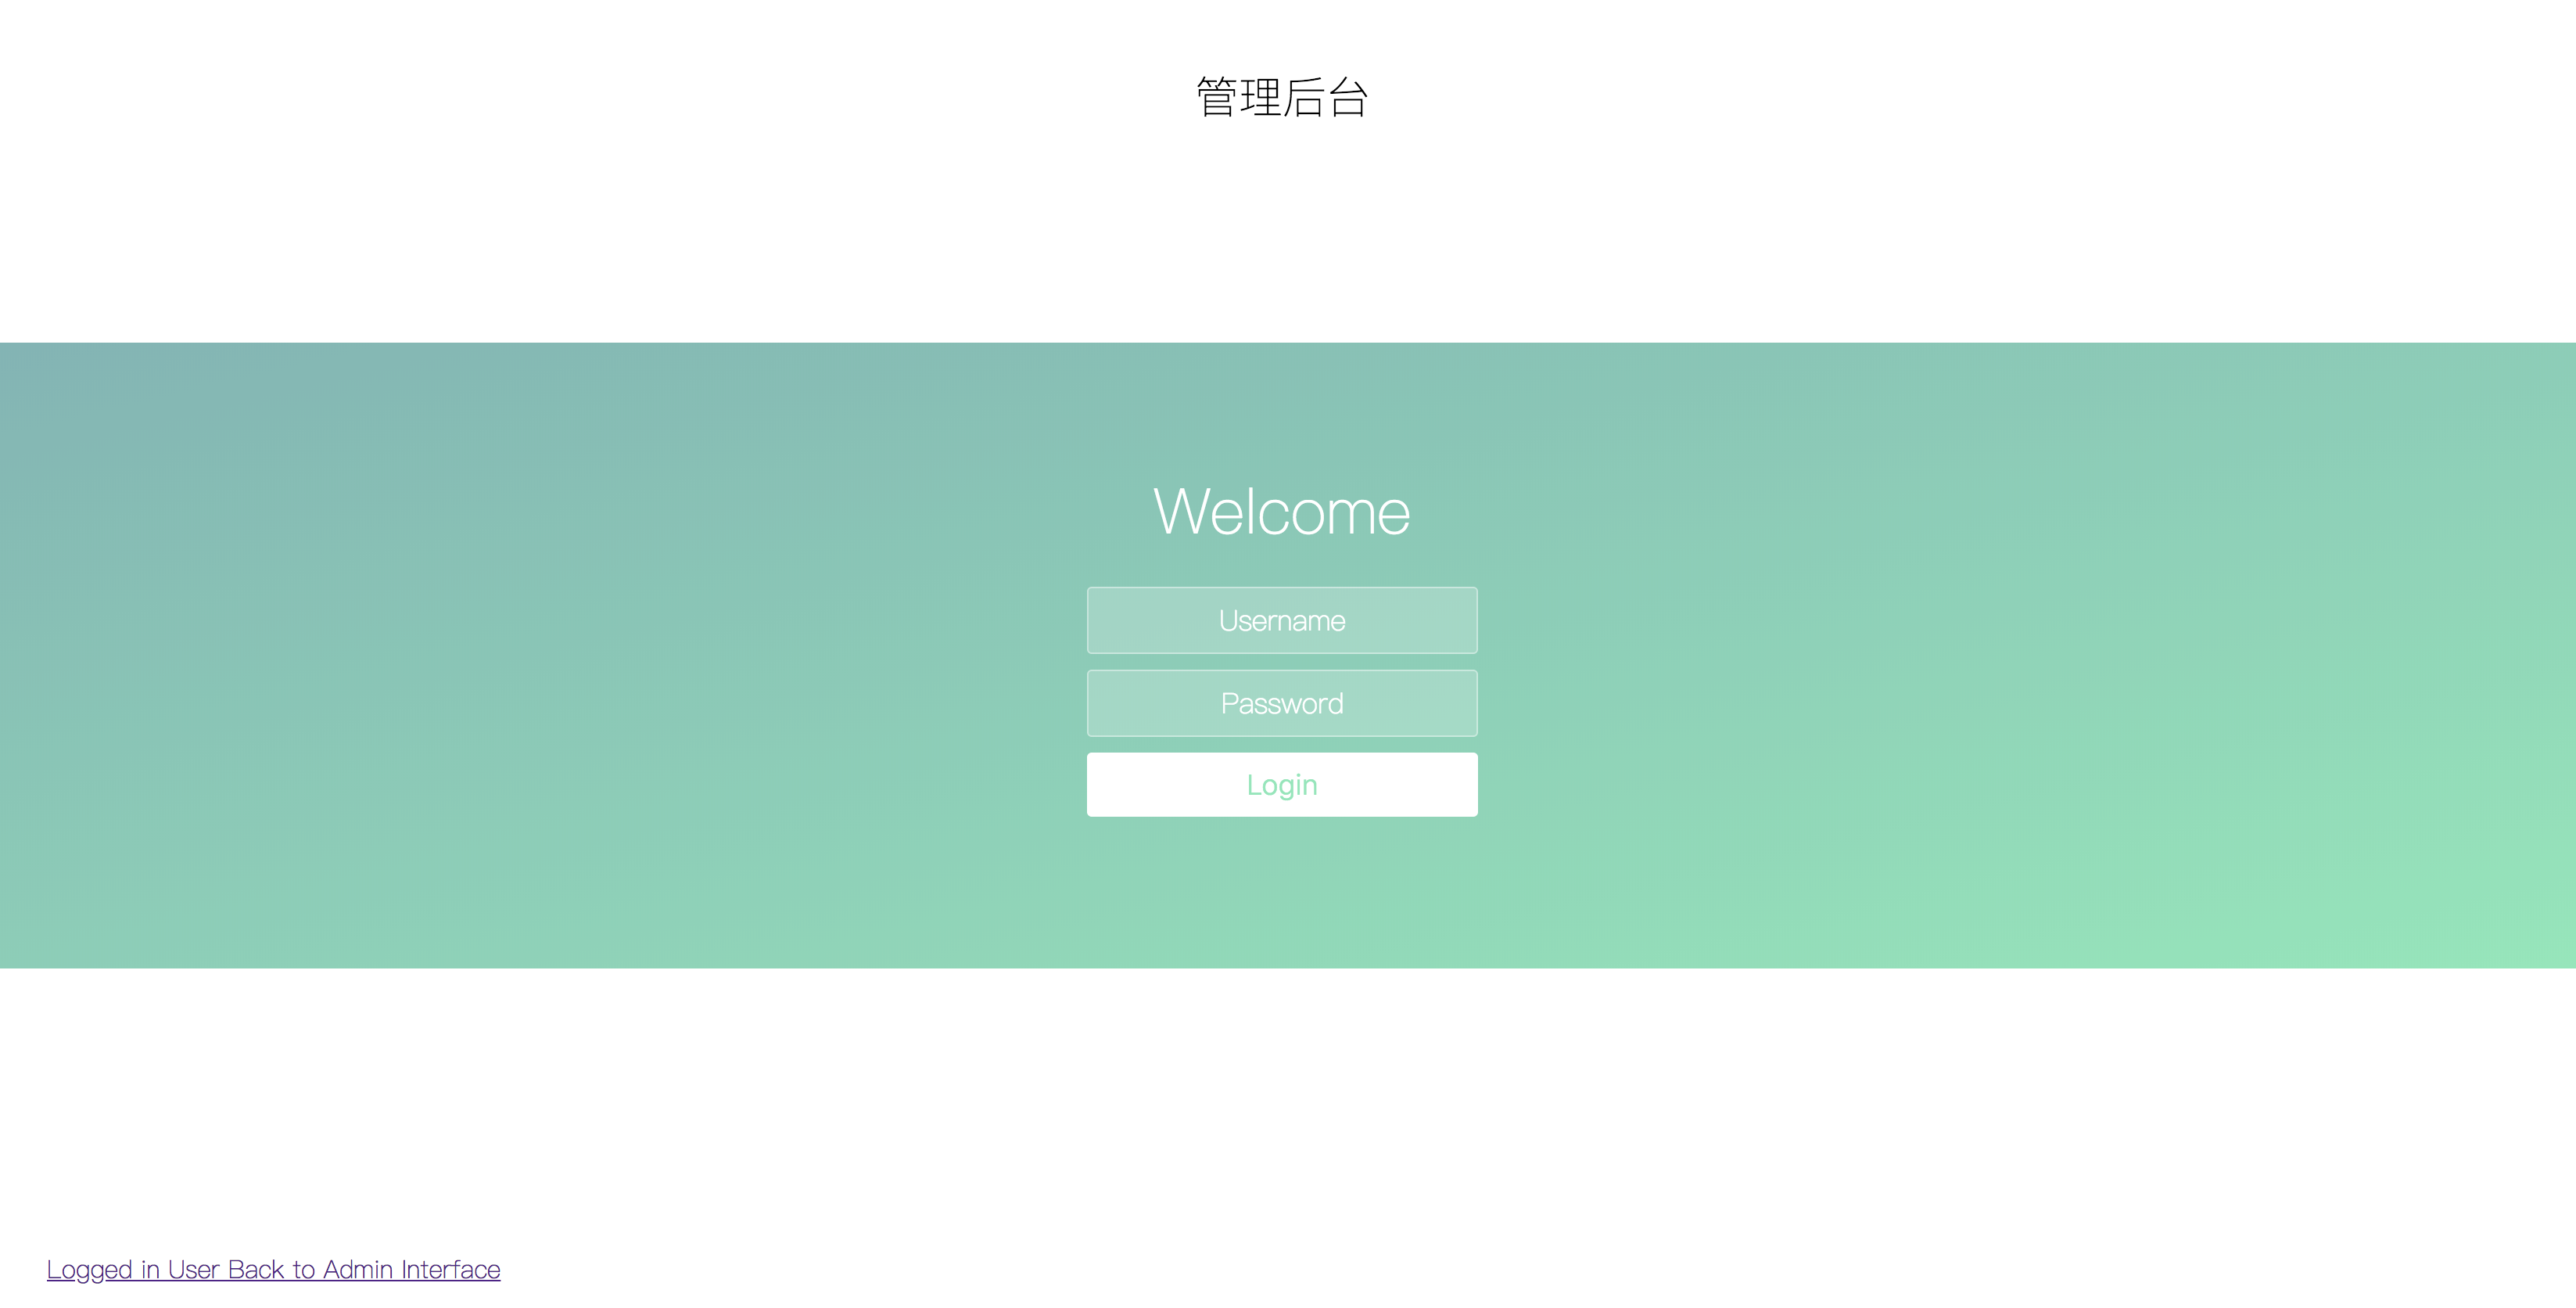 管理后台
Welcome
Username
Password
Login
Logged in User Back to Admin Interface